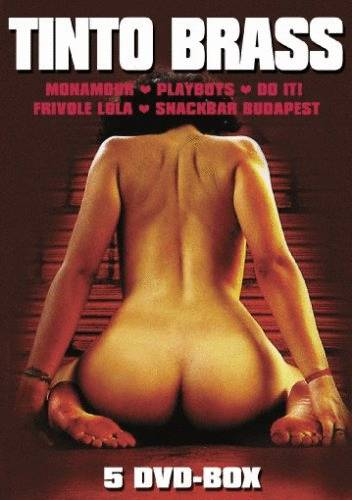 TINTO BRASS
MONAMOUR ♥ PLAYBOYS ♥ DO IT!
FRIVOLE LOLA ♥ SNACKBAR BUDAPEST
5 DVD-BOX